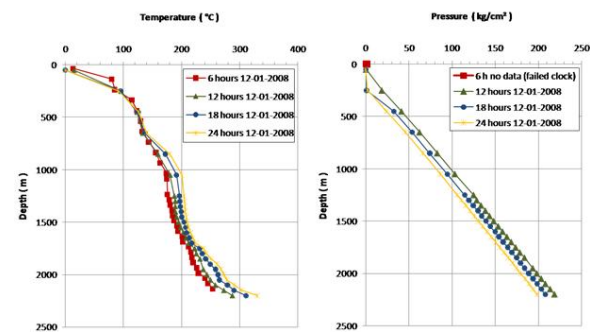 Temperature ( °C)
0 100 200 300 400
0
500
1000
1500
2000
2500
Depth ( m )
6 hours 12-01-2008
12 hours 12-01-2008
18 hours 12-01-2008
24 hours 12-01-2008
Pressure ( kg/cm² )
0 50 100 150 200 250
0
500
1000
1500
2000
2500
Depth ( m )
6 h no data (failed clock)
12 hours 12-01-2008
18 hours 12-01-2008
24 hours 12-01-2008